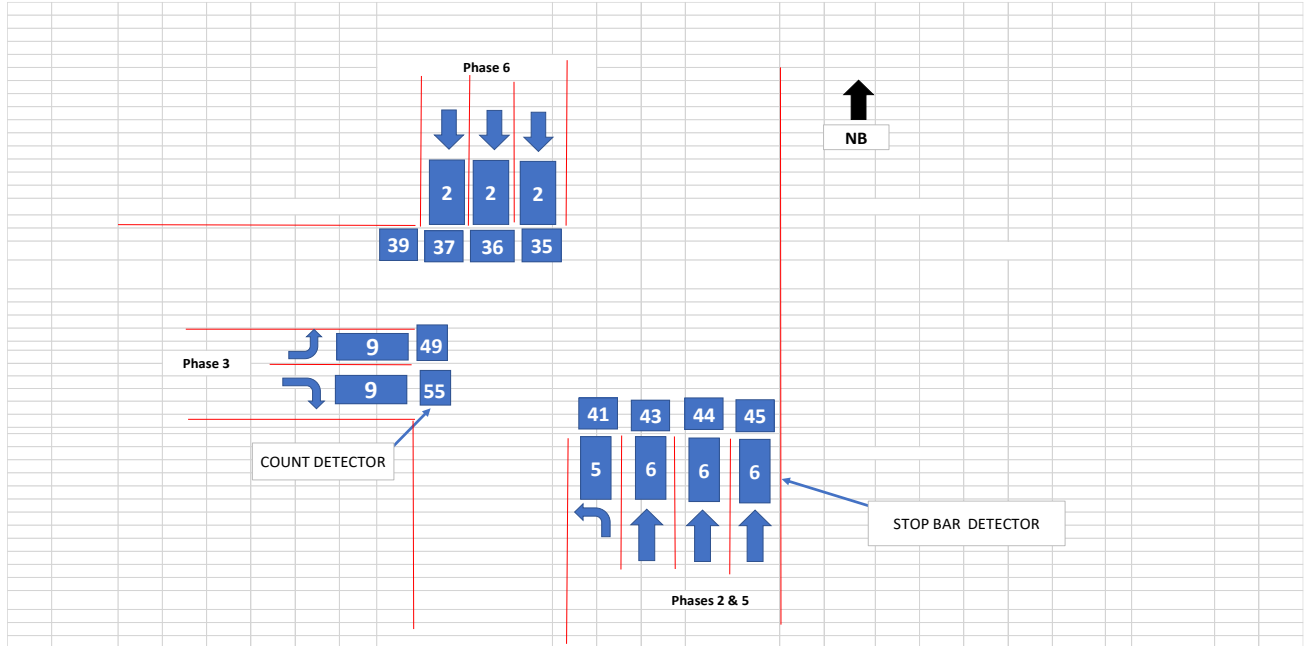 Phase 6
NB
2 2 2
39 37 36 35
9 49
Phase 3
9 55
41 43 44 45
COUNT DETECTOR
5 6 6 6
STOP BAR DETECTOR
Phases 2 & 5